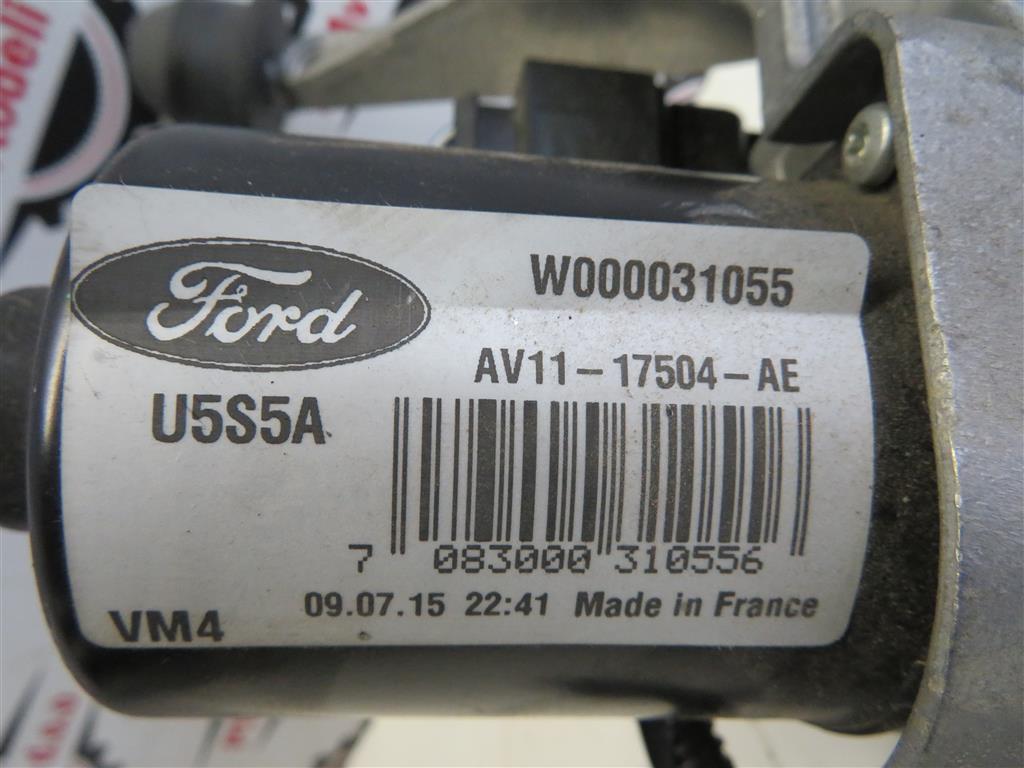 Ford
W000031055
AV11-17504-AE
U5S5A
7 083000 310556
09.07.15 22:41 Made in France
VM4